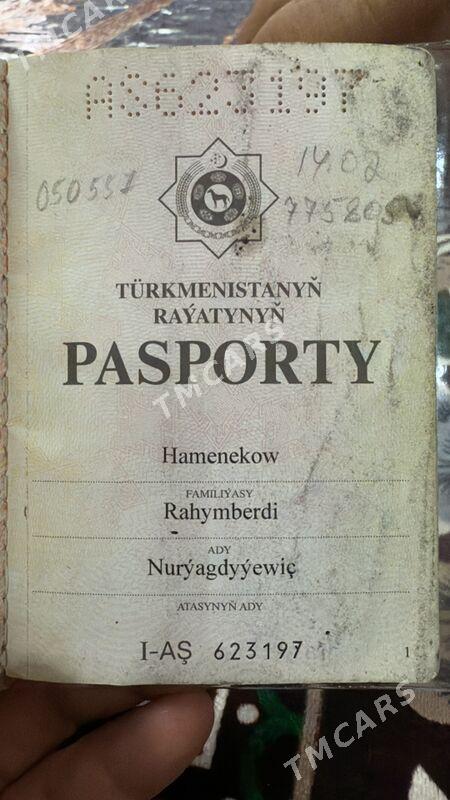 AŞ623197
050557
14.02
TÜRKMENISTANYŇ
RAÝATYNYŇ
PASPORTY
Hamenekow
FAMILIÝASY
Rahymberdi
ADY
Nurýagdyýewiç
ATASYNYŇ ADY
I-AŞ 623197
1
TMCARS
TMCARS
TMCARS